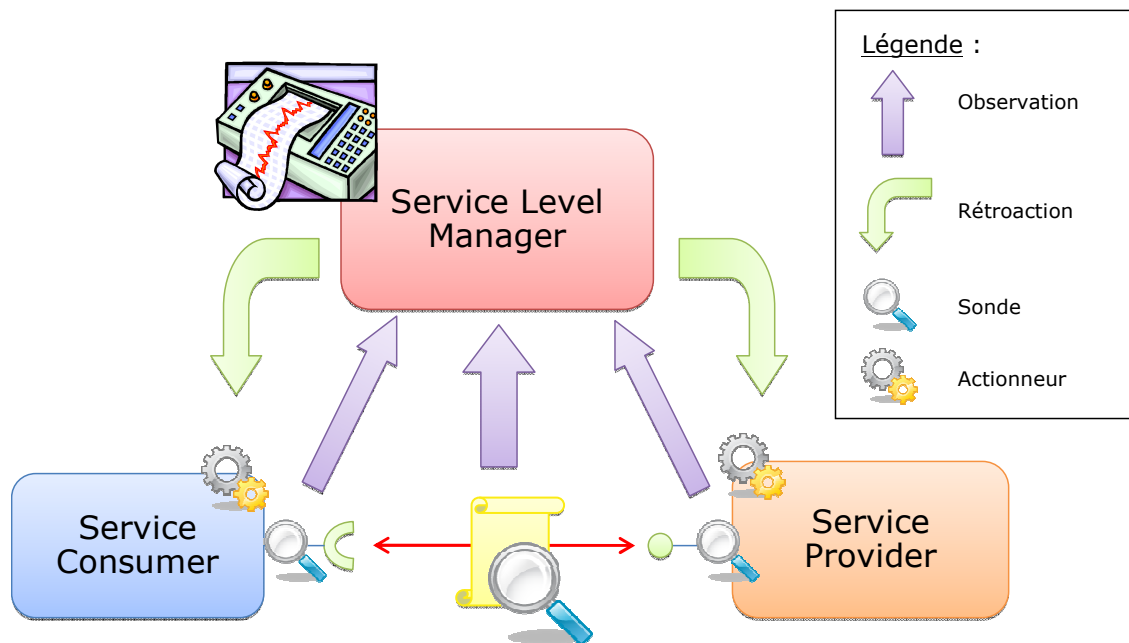 Légende :
Observation
Rétroaction
Sonde
Actionneur
Service Level
Manager
Service
Consumer
Service
Provider